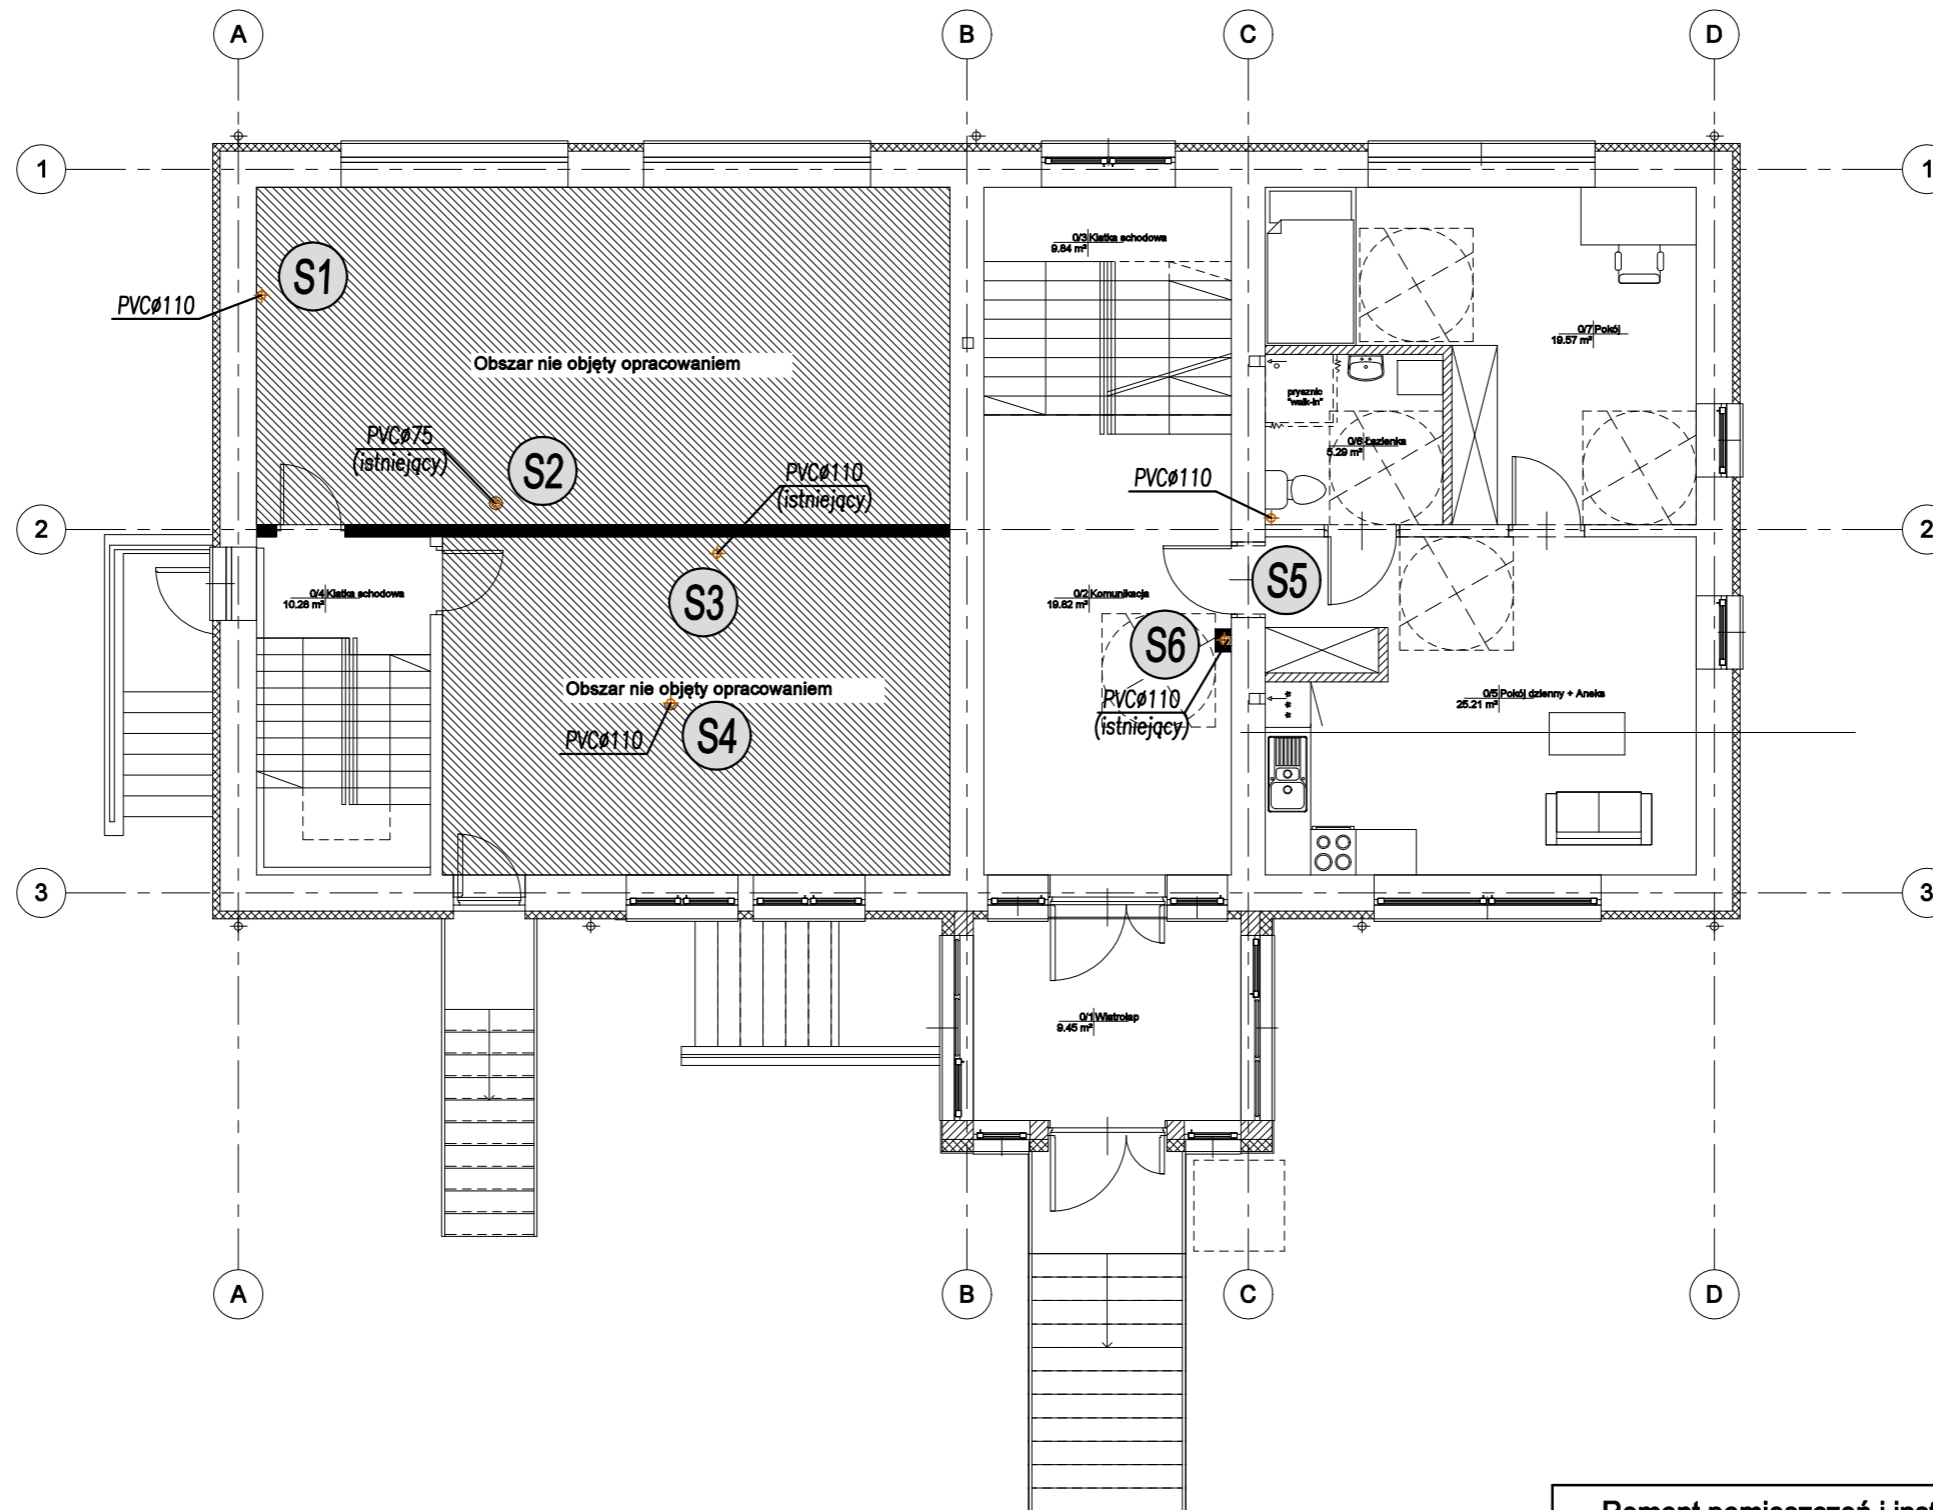 A
B
C
D
1
1
0/3 Klatka schodowa
9.84 m²
S1
PVCø110
0/7 Pokój
19.57 m²
Obszar nie objęty opracowaniem
prysznic
"walk-in"
PVCø75
(istniejący)
S2
PVCø110
(istniejący)
0/6 Łazienka
5.29 m²
PVCø110
2
2
S3
S5
0/4 Klatka schodowa
10.28 m²
0/2 Komunikacja
19.82 m²
S6
Obszar nie objęty opracowaniem
PVCø110
(istniejący)
0/5 Pokój dzienny + Aneks
25.21 m²
S4
PVCø110
3
3
0/1 Wiatrołap
9.45 m²
A
B
C
D
Remont pomieszczeń i